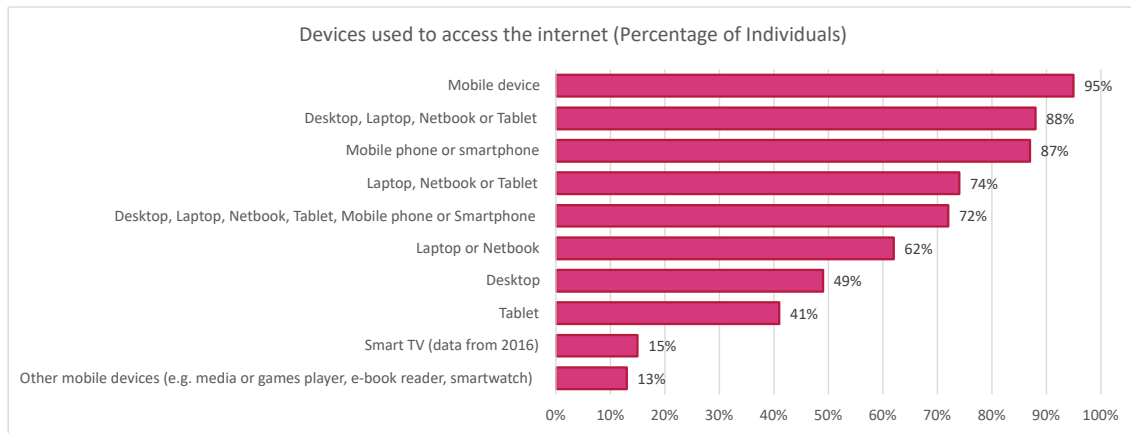 Devices used to access the internet (Percentage of Individuals)
Mobile device 95%
Desktop, Laptop, Netbook or Tablet 88%
Mobile phone or smartphone 87%
Laptop, Netbook or Tablet 74%
Desktop, Laptop, Netbook, Tablet, Mobile phone or Smartphone 72%
Laptop or Netbook 62%
Desktop 49%
Tablet 41%
Smart TV (data from 2016) 15%
Other mobile devices (e.g. media or games player, e-book reader, smartwatch) 13%
0% 10% 20% 30% 40% 50% 60% 70% 80% 90% 100%